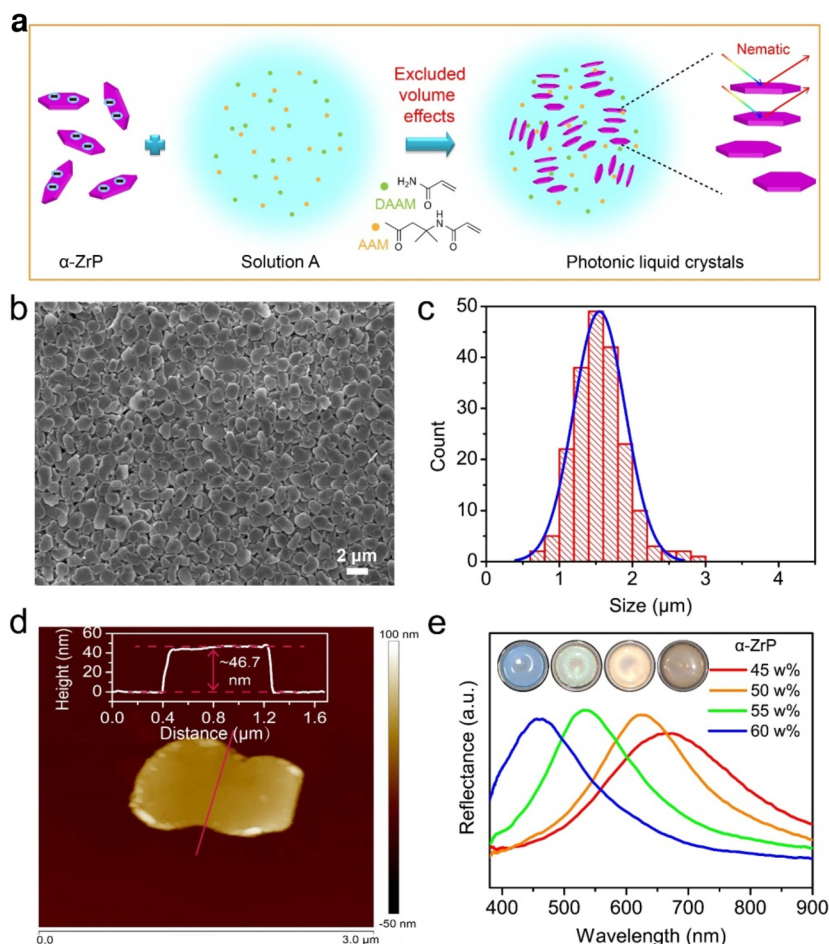 a
Excluded
volume
effects
Nematic
H₂N
O
DAAM
O
H
N
O
AAM
α-ZrP
Solution A
Photonic liquid crystals
b
2 μm
c
50
40
30
20
10
0
Count
0 1 2 3 4
Size (μm)
d
Height (nm)
60
40
20
0
~46.7
nm
0.0 0.4 0.8 1.2 1.6
Distance (μm)
100 nm
-50 nm
0.0
3.0 μm
e
α-ZrP
45 w%
50 w%
55 w%
60 w%
Reflectance (a.u.)
400 500 600 700 800 900
Wavelength (nm)